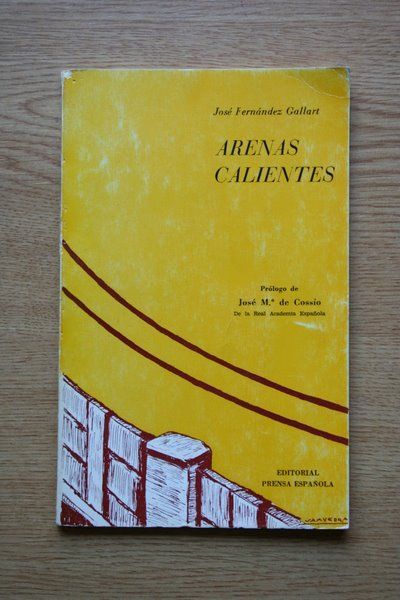 José Fernández Gallart
ARENAS
CALIENTES
Prólogo de
José M.ª de Cossío
De la Real Academia Española
EDITORIAL
PRENSA ESPAÑOLA